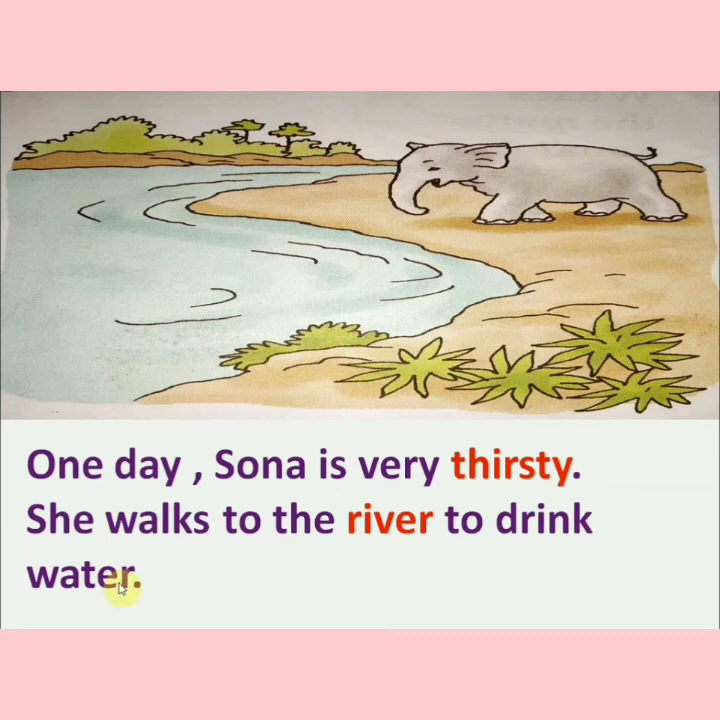 One day , Sona is very thirsty.
She walks to the river to drink
water.